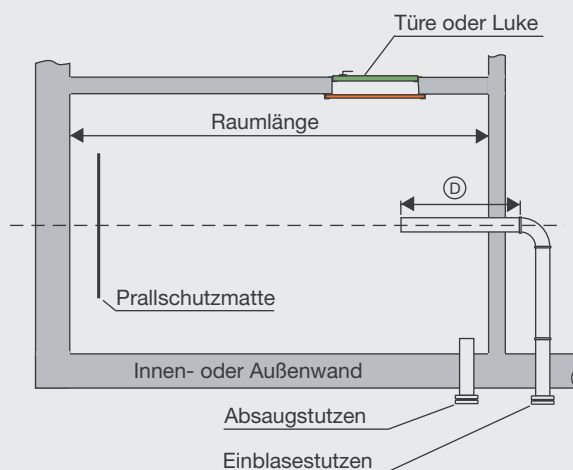 Türe oder Luke
Raumlänge
D
Prallschutzmatte
Innen- oder Außenwand
Absaugstutzen
Einblasestutzen